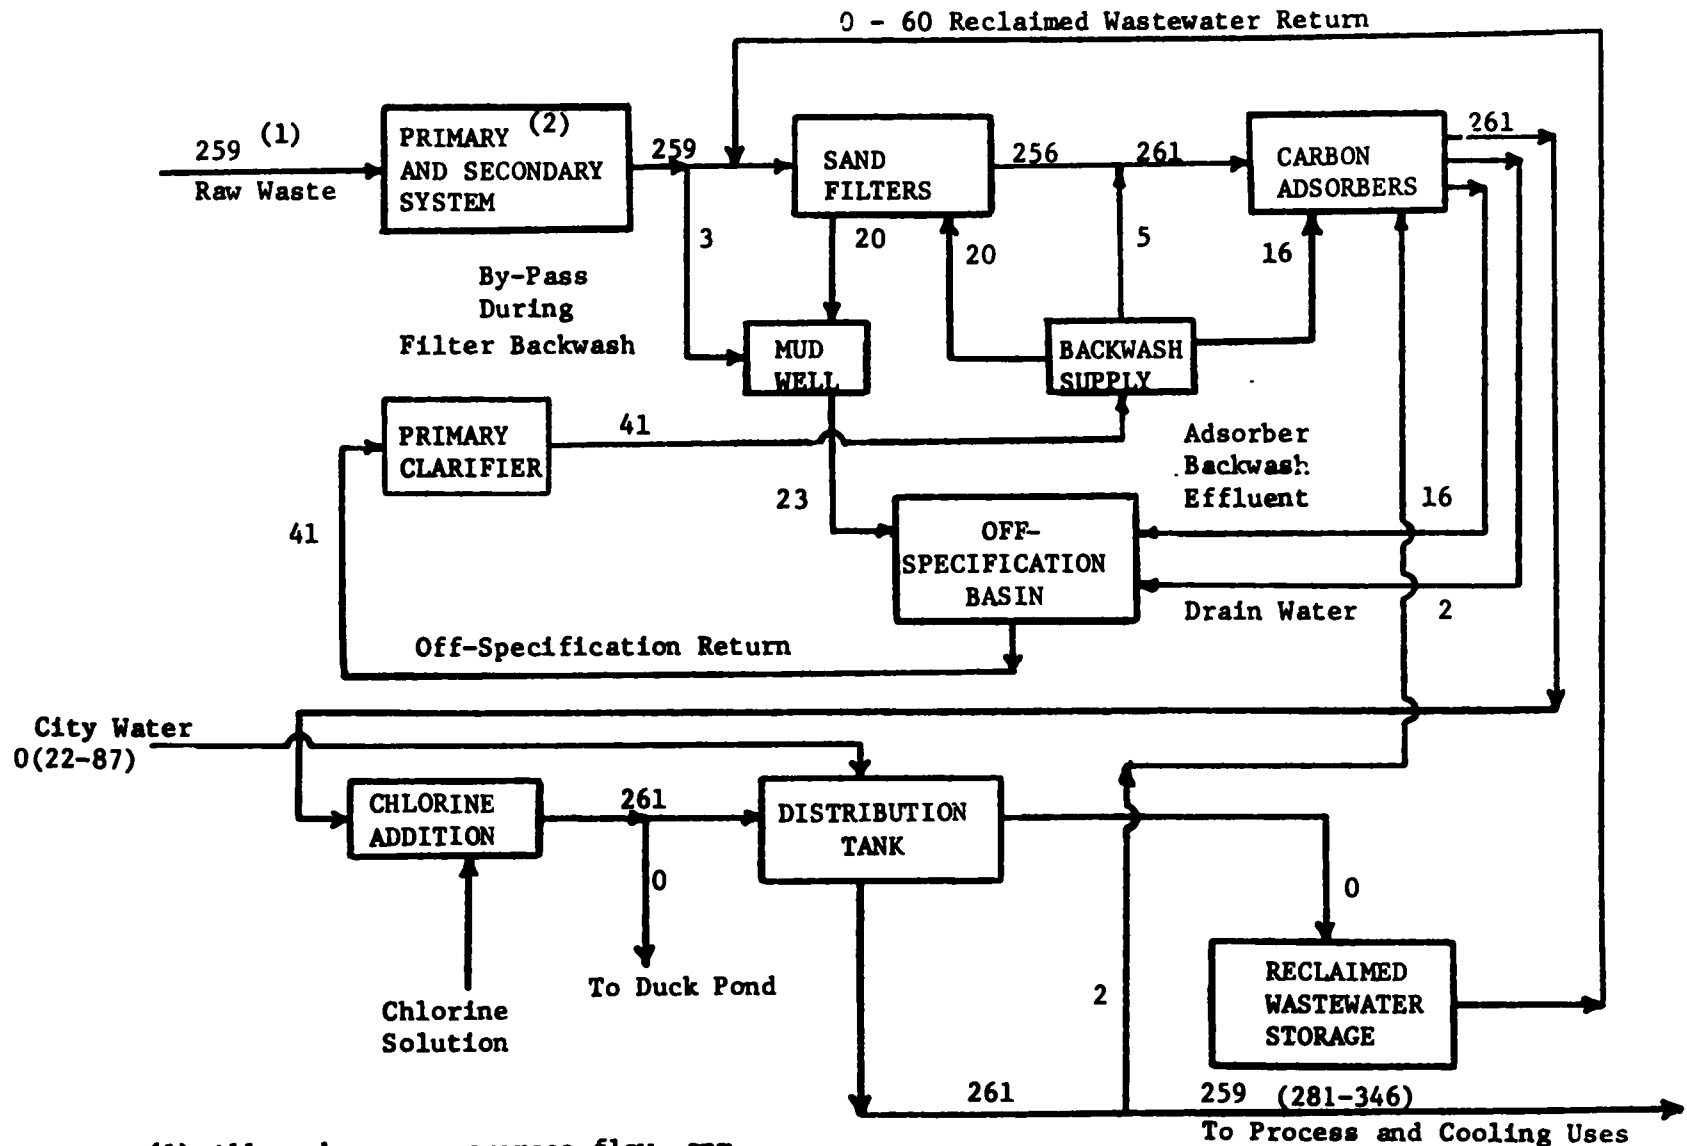 0 - 60 Reclaimed Wastewater Return
259 (1)
Raw Waste
PRIMARY (2)
AND SECONDARY
SYSTEM
259
SAND
FILTERS
256
261
CARBON
ADSORBERS
261
3
20
20
5
16
By-Pass
During
Filter Backwash
MUD
WELL
BACKWASH
SUPPLY
PRIMARY
CLARIFIER
41
Adsorber
Backwash
Effluent
16
23
41
OFF-
SPECIFICATION
BASIN
Drain Water
2
Off-Specification Return
City Water
0(22-87)
CHLORINE
ADDITION
261
DISTRIBUTION
TANK
0
0
To Duck Pond
Chlorine
Solution
2
RECLAIMED
WASTEWATER
STORAGE
261
259 (281-346)
To Process and Cooling Uses